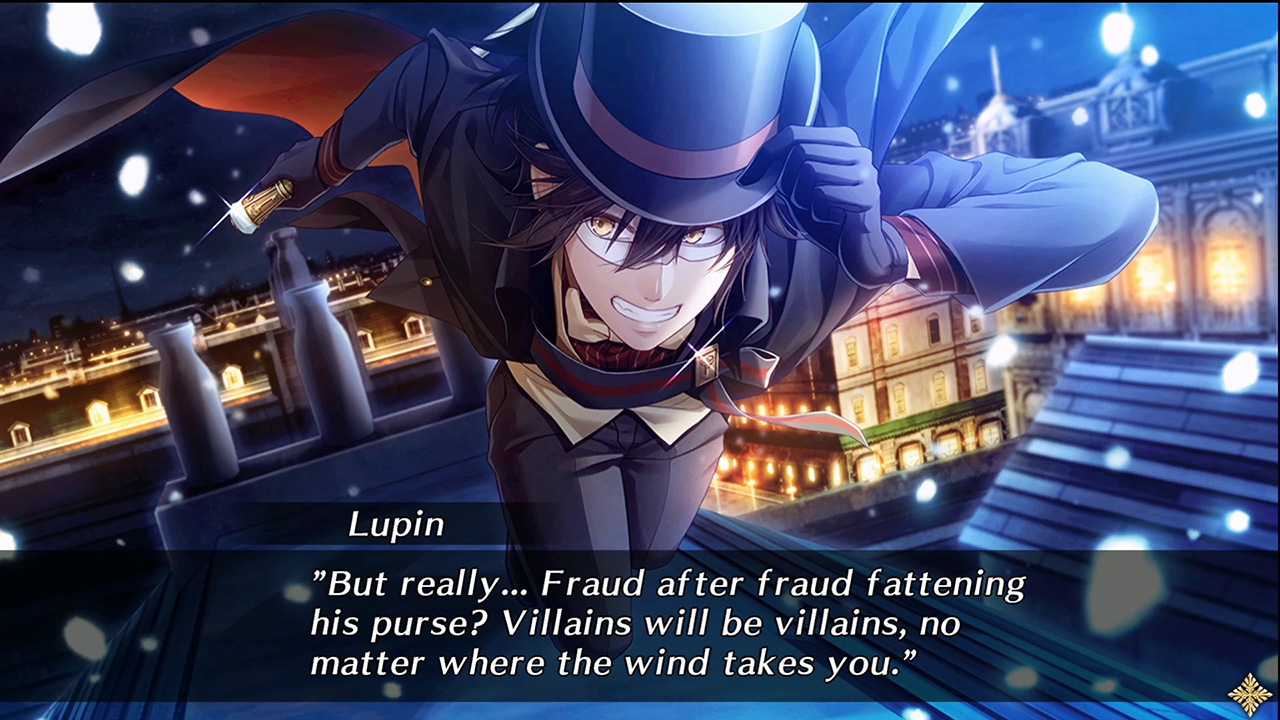 Lupin
”But really... Fraud after fraud fattening
his purse? Villains will be villains, no
matter where the wind takes you.”